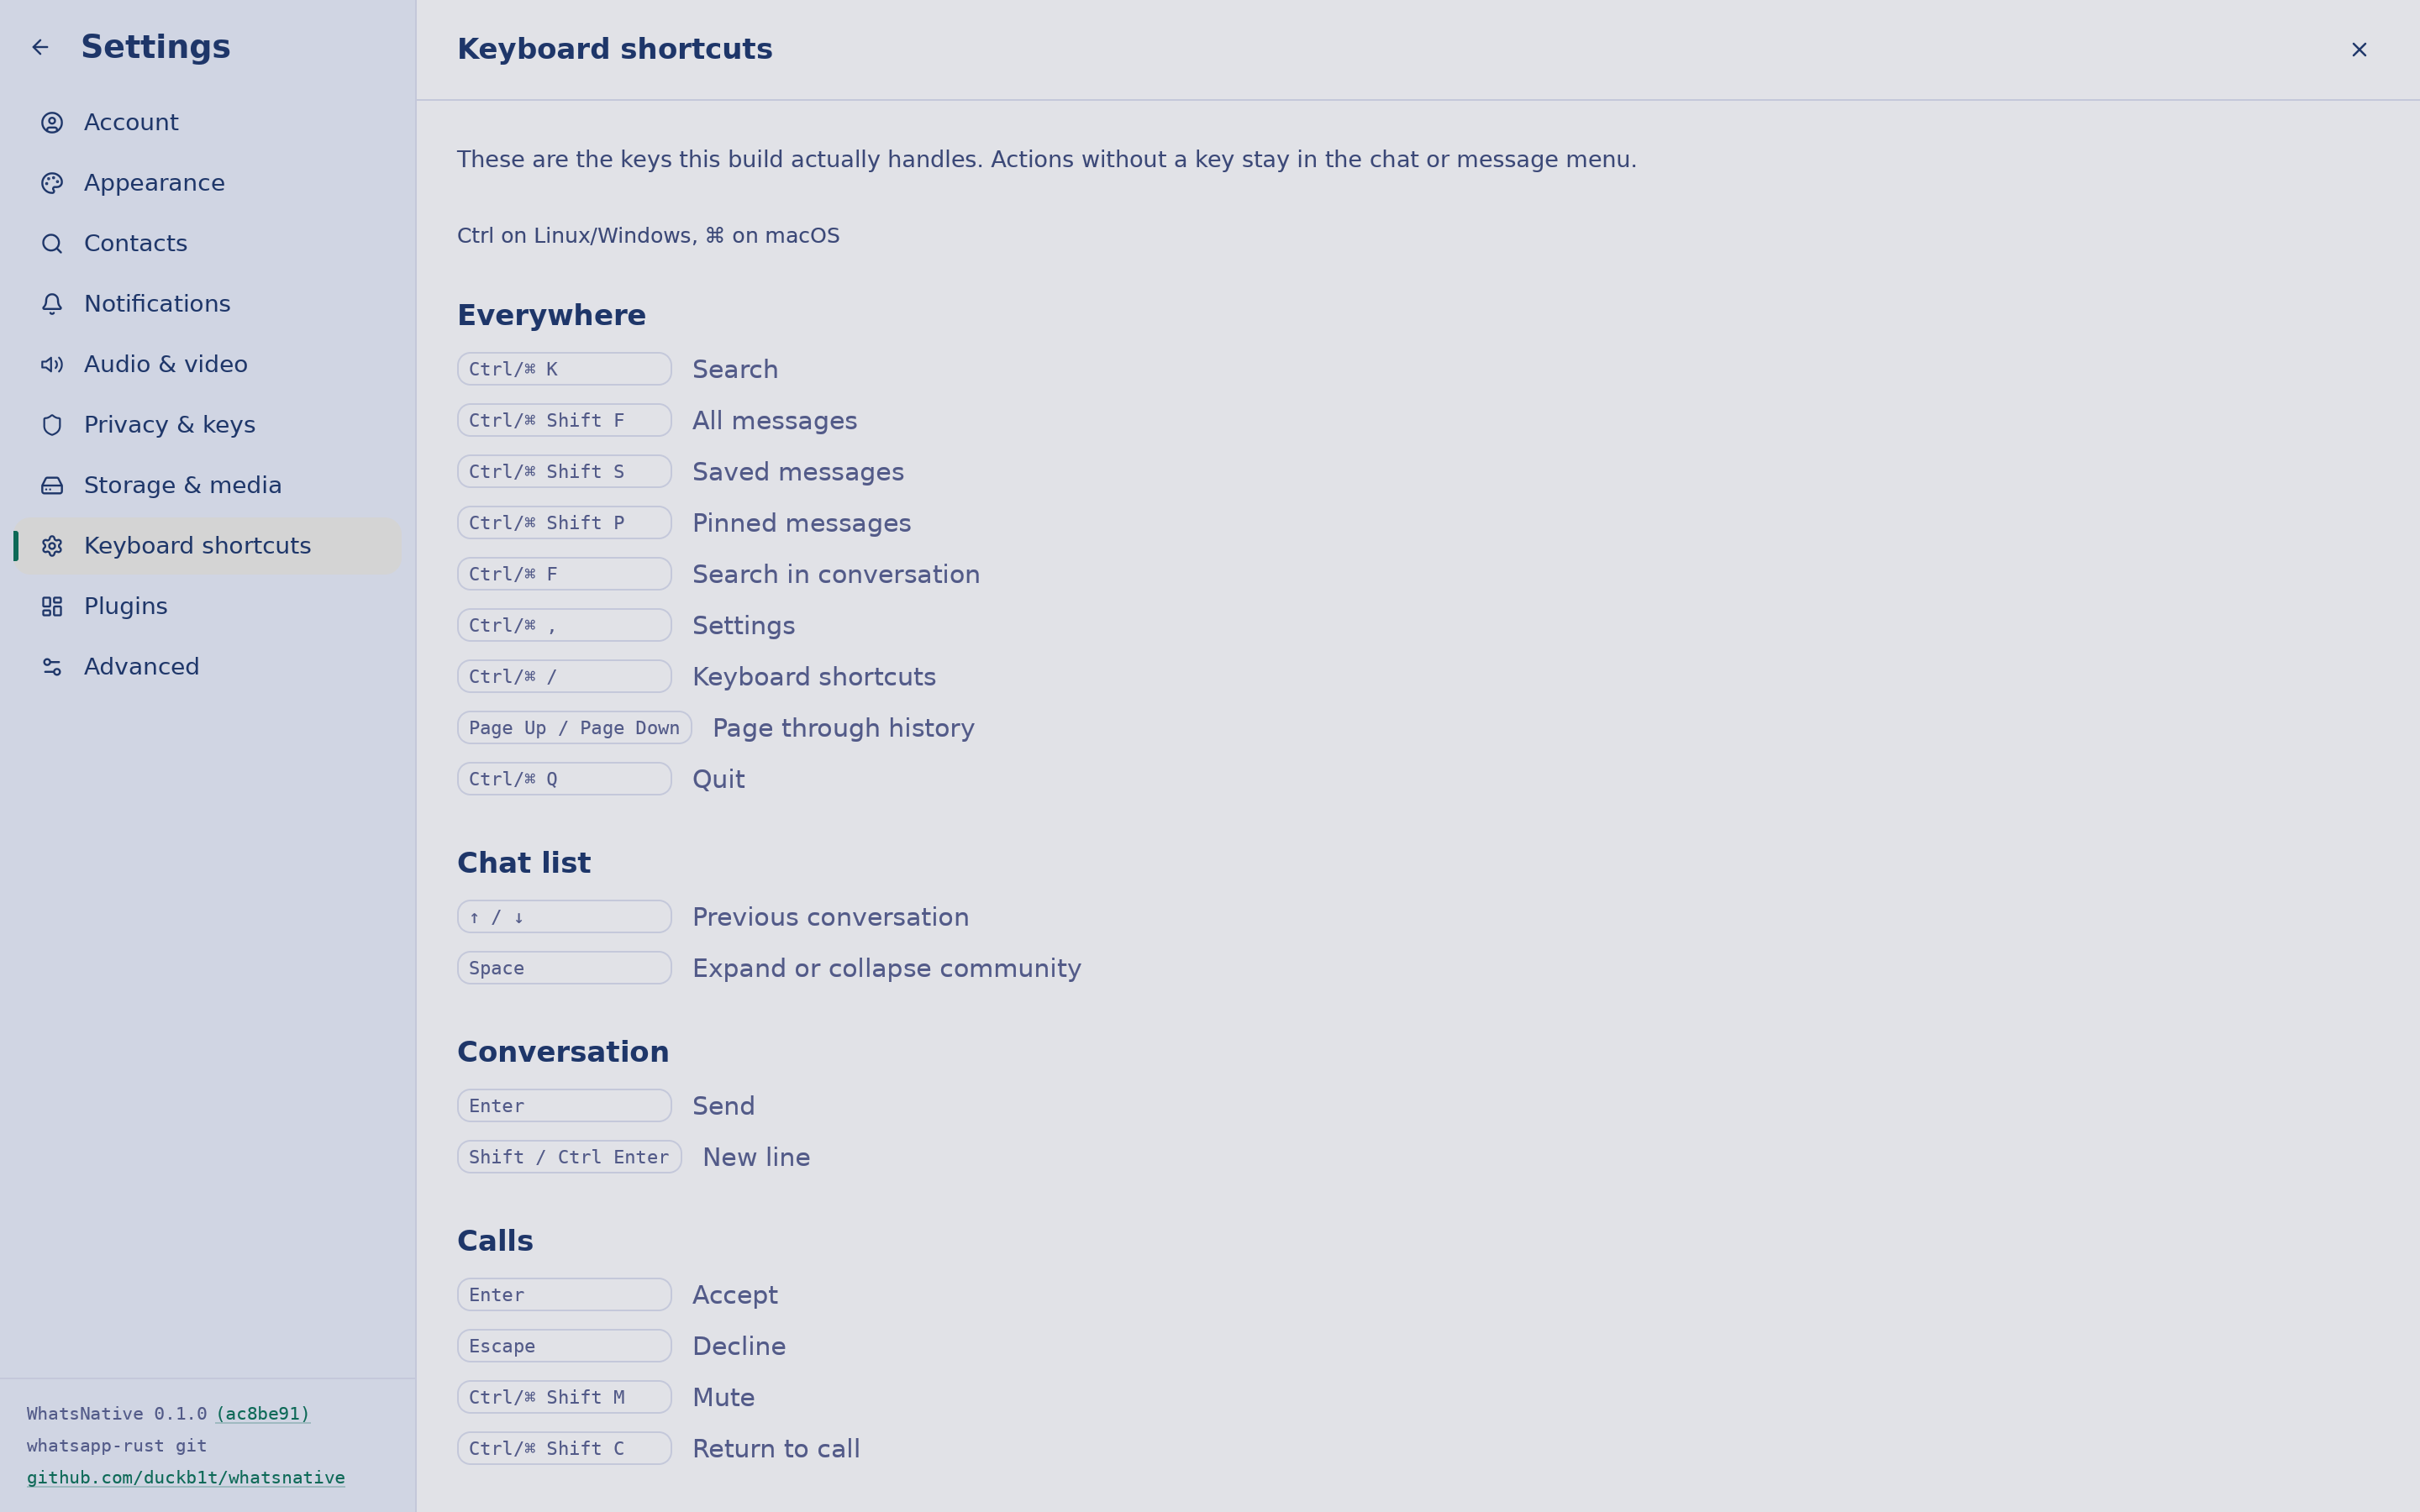 Settings
Account
Appearance
Contacts
Notifications
Audio & video
Privacy & keys
Storage & media
Keyboard shortcuts
Plugins
Advanced
WhatsNative 0.1.0 (ac8be91)
whatsapp-rust git
github.com/duckb1t/whatsnative
Keyboard shortcuts
These are the keys this build actually handles. Actions without a key stay in the chat or message menu.
Ctrl on Linux/Windows, ⌘ on macOS
Everywhere
Ctrl/⌘ K Search
Ctrl/⌘ Shift F All messages
Ctrl/⌘ Shift S Saved messages
Ctrl/⌘ Shift P Pinned messages
Ctrl/⌘ F Search in conversation
Ctrl/⌘ , Settings
Ctrl/⌘ / Keyboard shortcuts
Page Up / Page Down Page through history
Ctrl/⌘ Q Quit
Chat list
↑ / ↓ Previous conversation
Space Expand or collapse community
Conversation
Enter Send
Shift / Ctrl Enter New line
Calls
Enter Accept
Escape Decline
Ctrl/⌘ Shift M Mute
Ctrl/⌘ Shift C Return to call